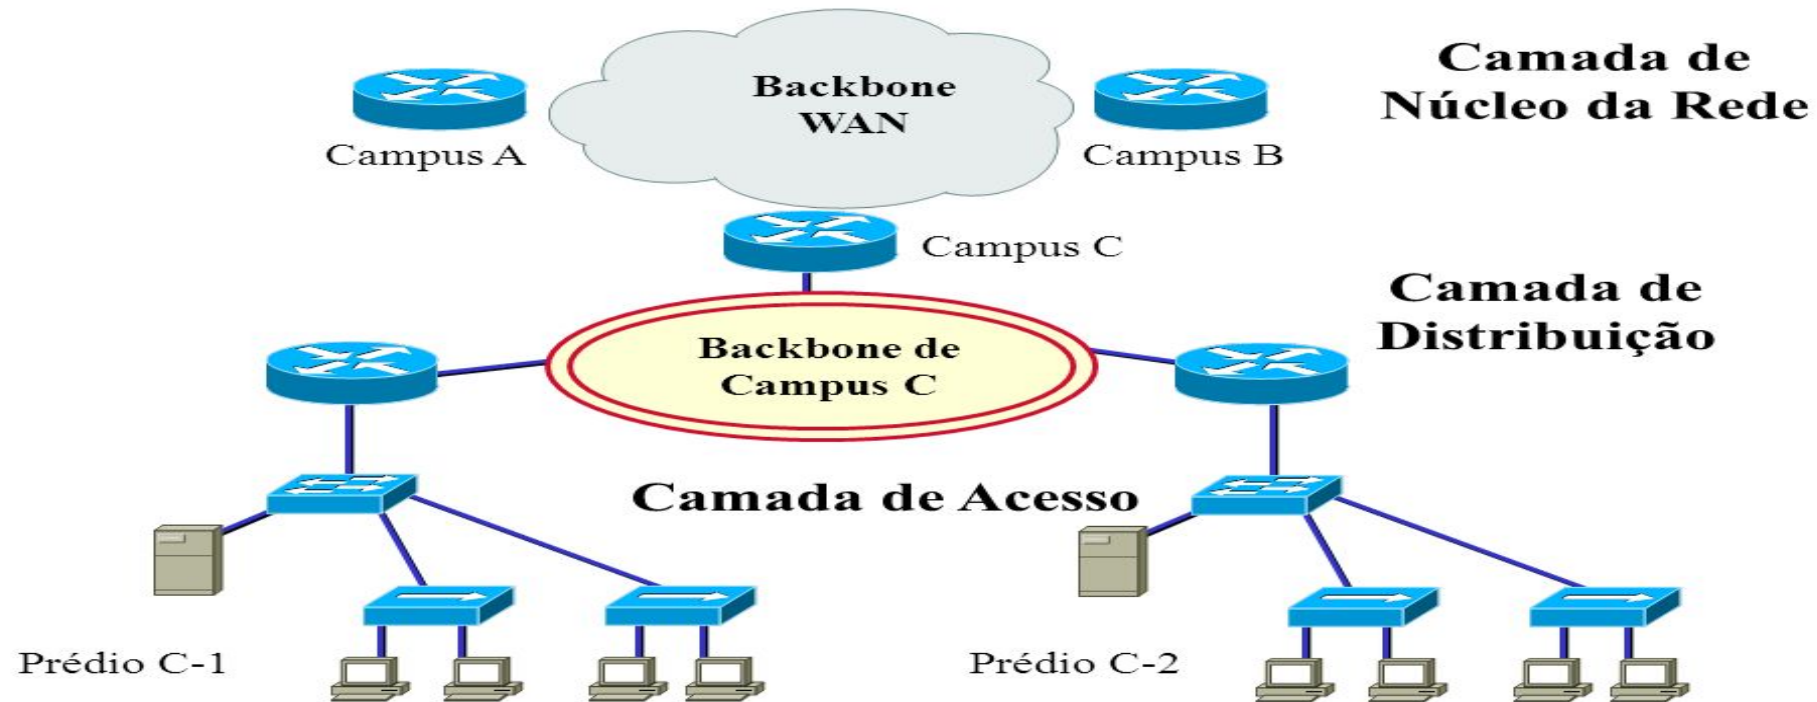 Backbone
WAN
Camada de
Núcleo da Rede
Campus A
Campus B
Campus C
Camada de
Distribuição
Backbone de
Campus C
Camada de Acesso
Prédio C-1
Prédio C-2